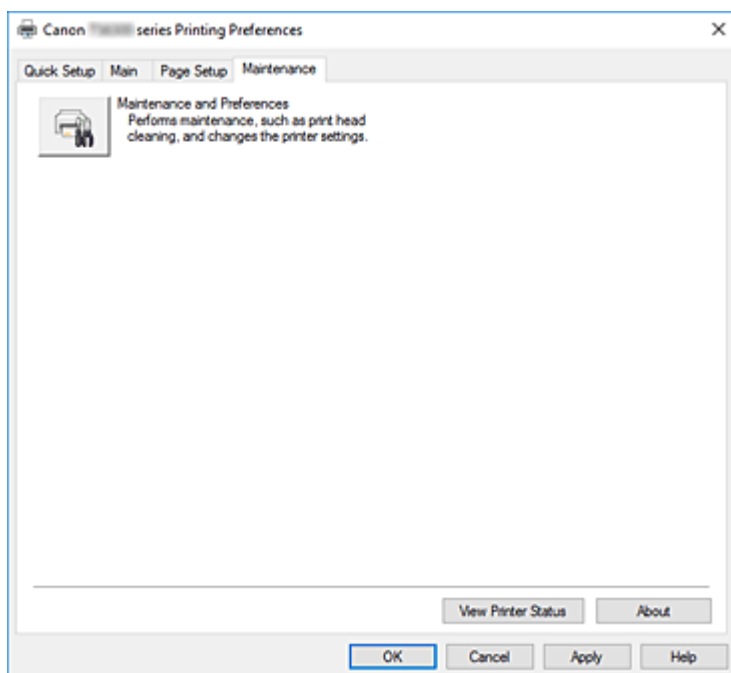 Canon series Printing Preferences
Quick Setup Main Page Setup Maintenance
Maintenance and Preferences
Performs maintenance, such as print head
cleaning, and changes the printer settings.
View Printer Status About
OK Cancel Apply Help